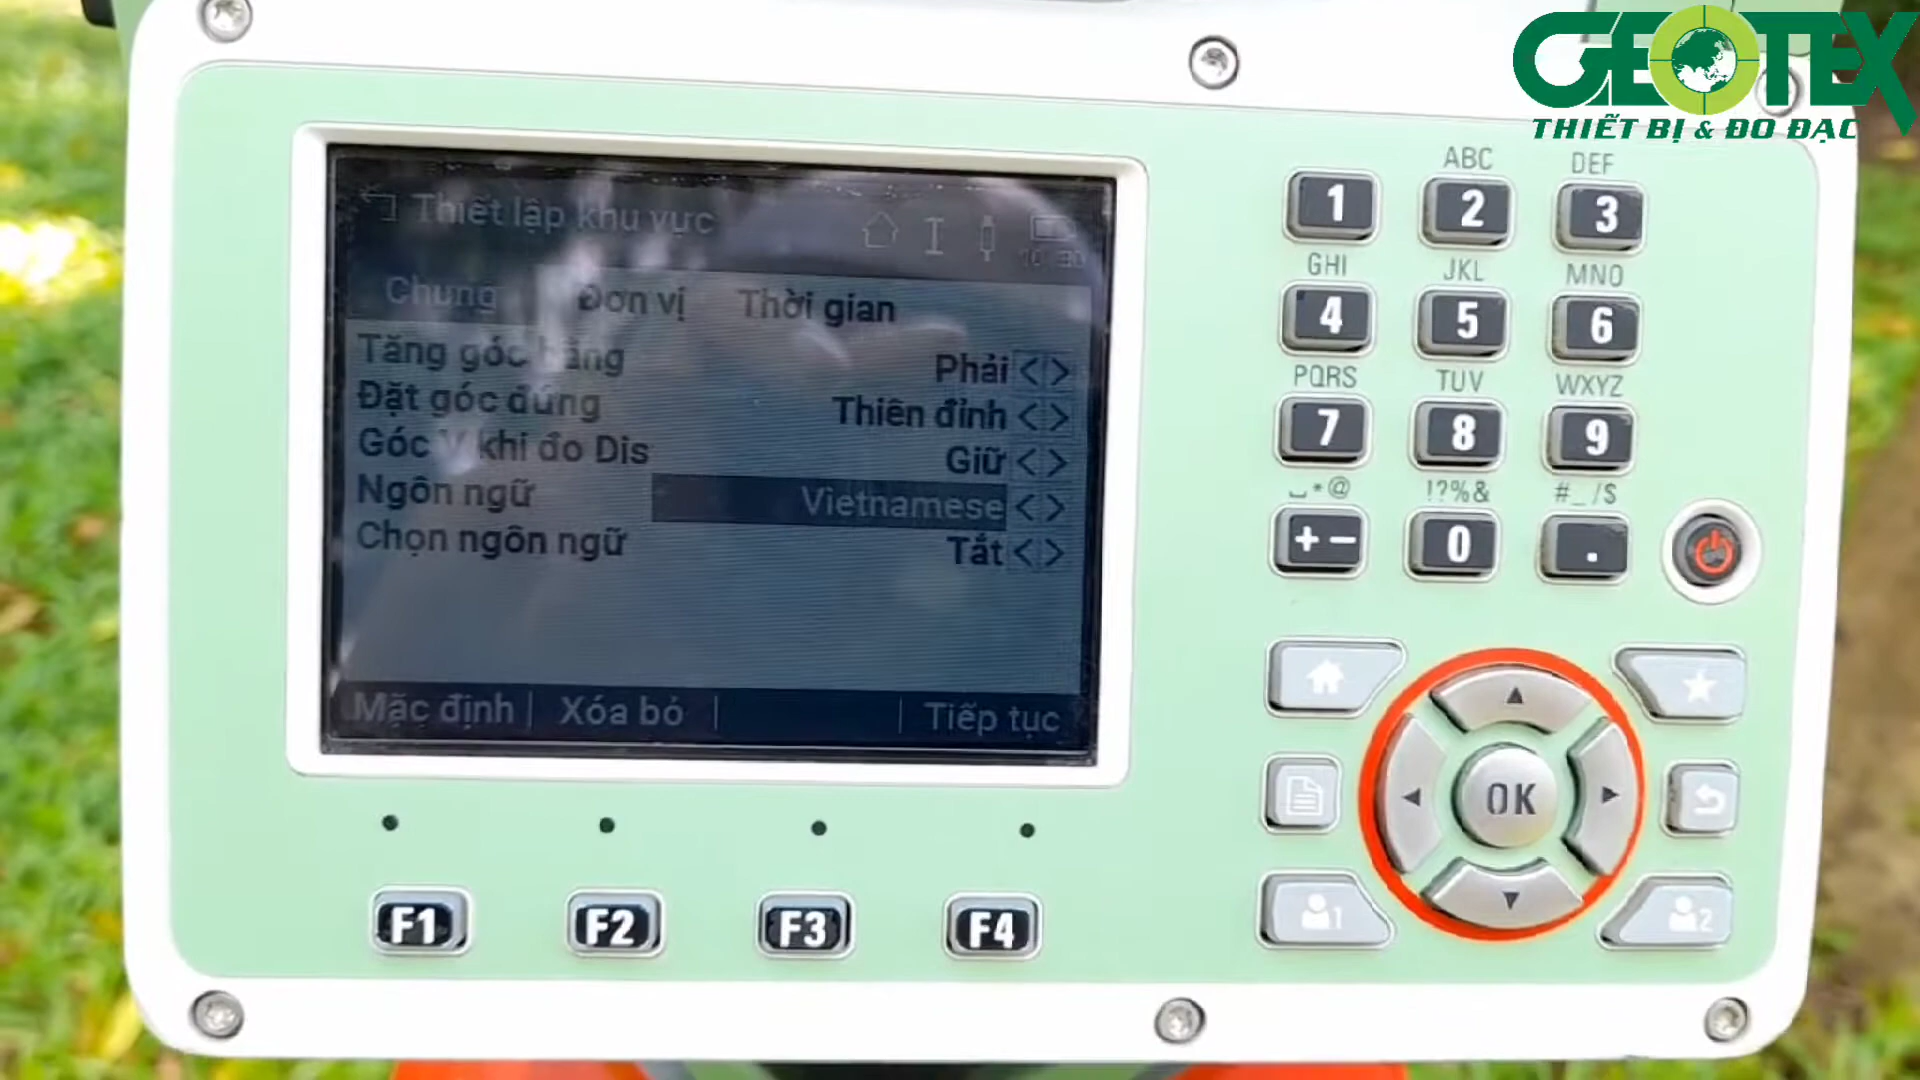 GEOTEX
THIẾT BỊ & ĐO ĐẠC
Thiết lập khu vực
Chung Đơn vị Thời gian
Tăng góc bằng Phải <>
Đặt góc đứng Thiên đỉnh <>
Góc V khi đo Dis Giữ <>
Ngôn ngữ Vietnamese <>
Chọn ngôn ngữ Tắt <>
Mặc định | Xóa bỏ | | Tiếp tục
F1 F2 F3 F4
ABC DEF
1 2 3
GHI JKL MNO
4 5 6
PQRS TUV WXYZ
7 8 9
␣*@ !?%& #_/$
+− 0 .
OK
1 2